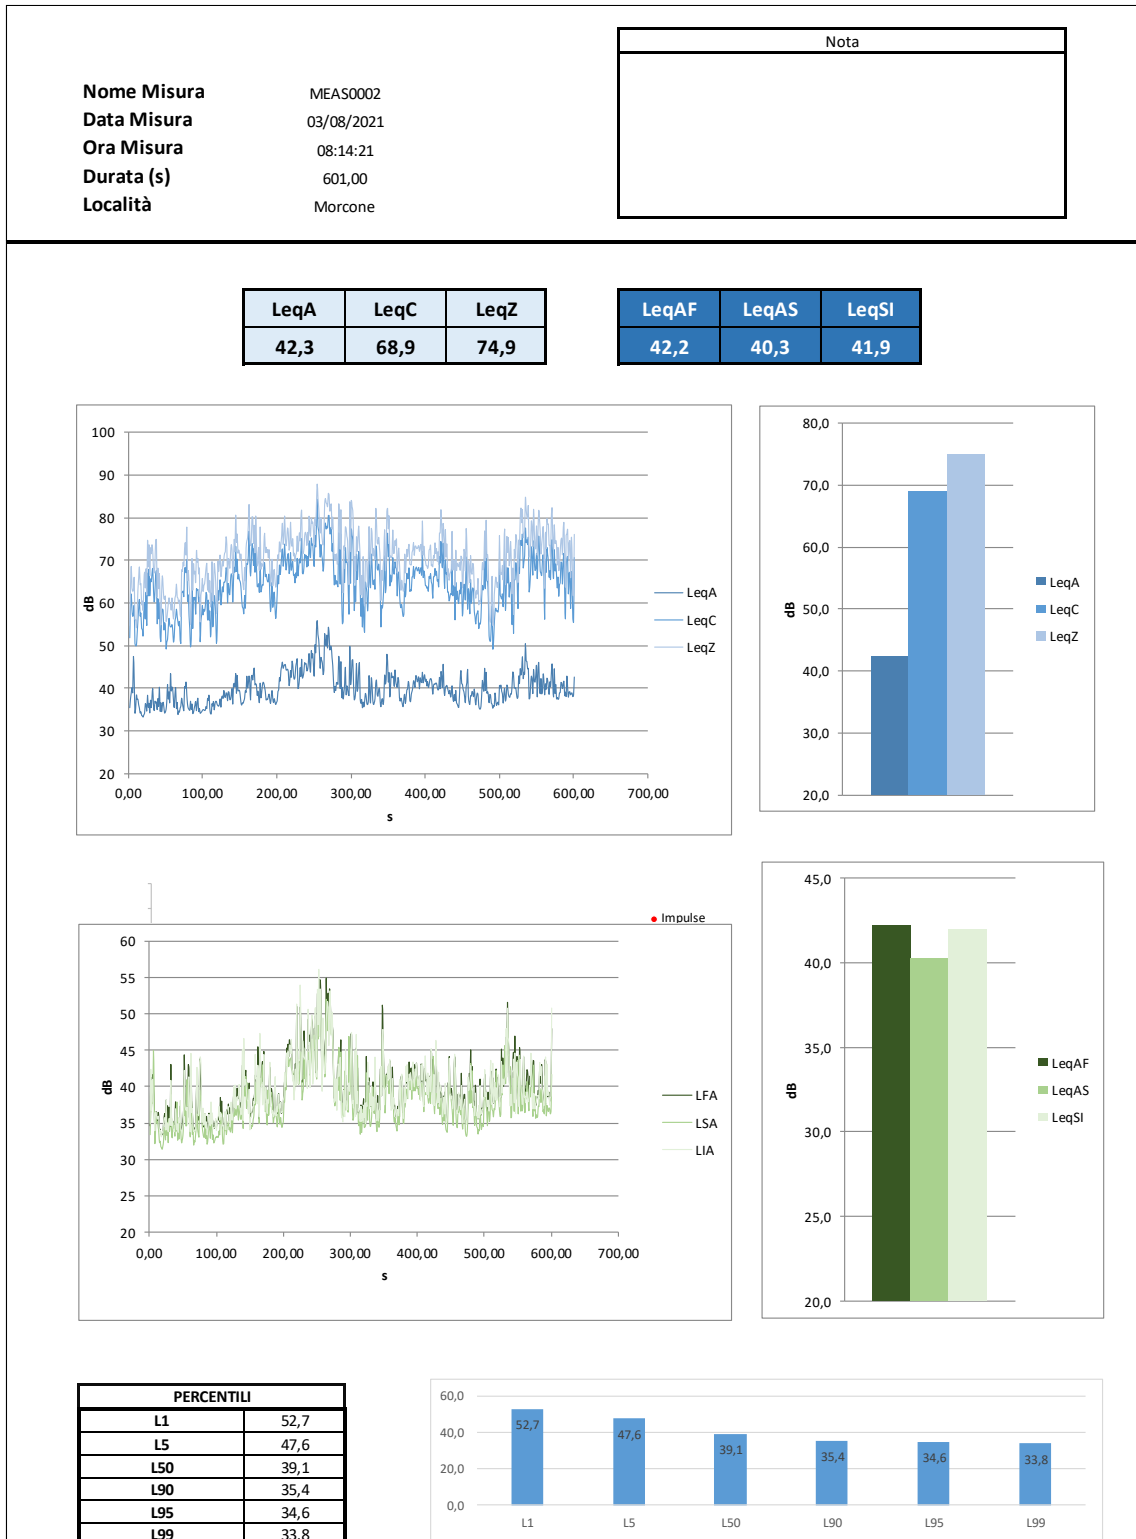 Nota
Nome Misura MEAS0002
Data Misura 03/08/2021
Ora Misura 08:14:21
Durata (s) 601,00
Località Morcone
LeqA LeqC LeqZ
42,3 68,9 74,9
LeqAF LeqAS LeqSI
42,2 40,3 41,9
100
90
80
70
60
50
40
30
20
dB
0,00 100,00 200,00 300,00 400,00 500,00 600,00 700,00
s
LeqA
LeqC
LeqZ
80,0
70,0
60,0
50,0
40,0
30,0
20,0
dB
LeqA
LeqC
LeqZ
Impulse
60
55
50
45
40
35
30
25
20
dB
0,00 100,00 200,00 300,00 400,00 500,00 600,00 700,00
s
LFA
LSA
LIA
45,0
40,0
35,0
30,0
25,0
20,0
dB
LeqAF
LeqAS
LeqSI
PERCENTILI
L1 52,7
L5 47,6
L50 39,1
L90 35,4
L95 34,6
L99 33,8
60,0
40,0
20,0
0,0
52,7 47,6 39,1 35,4 34,6 33,8
L1 L5 L50 L90 L95 L99